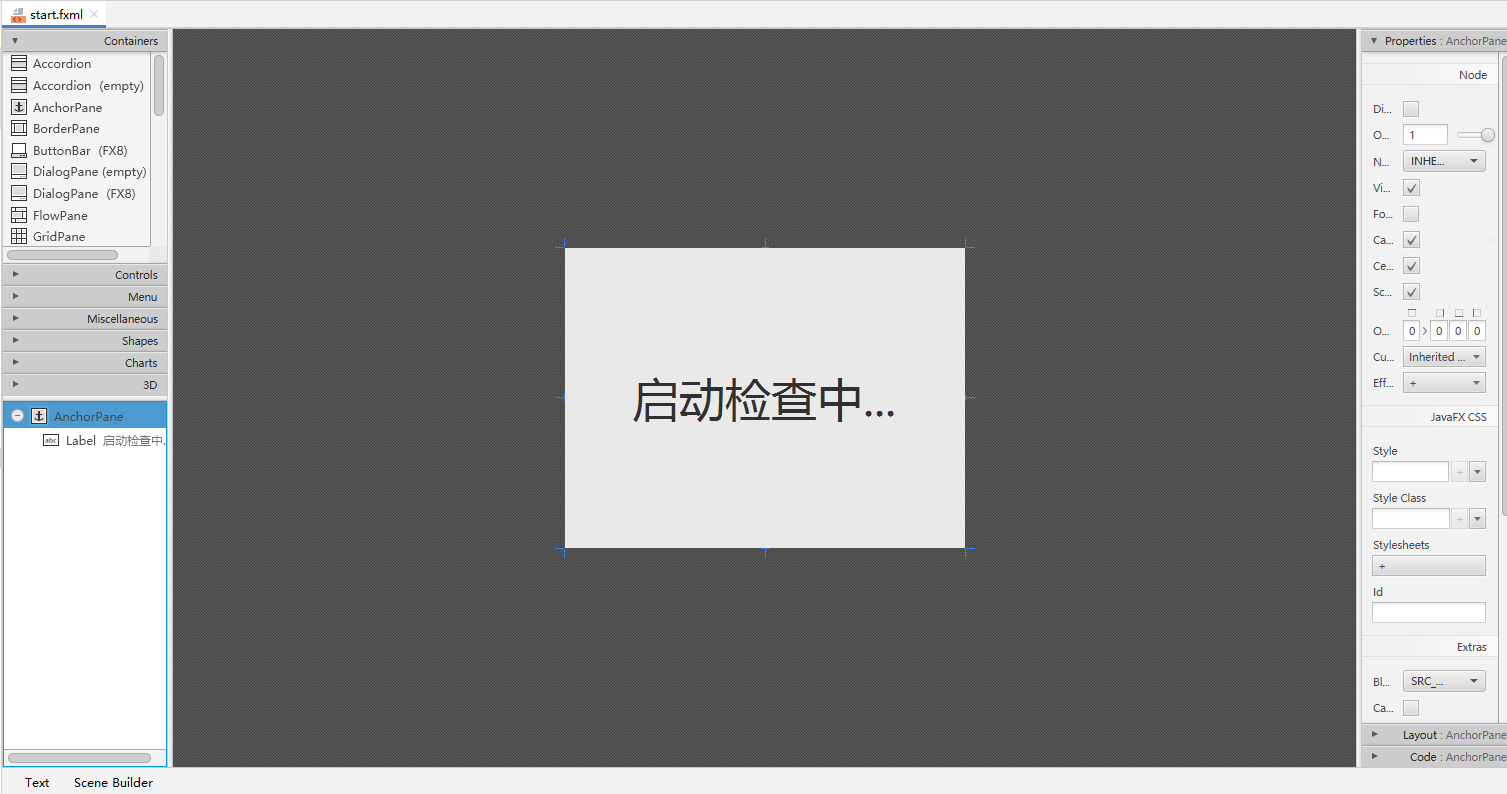 start.fxml
Containers
Accordion
Accordion (empty)
AnchorPane
BorderPane
ButtonBar (FX8)
DialogPane (empty)
DialogPane (FX8)
FlowPane
GridPane
Controls
Menu
Miscellaneous
Shapes
Charts
3D
AnchorPane
abc Label 启动检查中.
启动检查中...
Properties : AnchorPane
Node
Di...
O... 1
N... INHE...
Vi...
Fo...
Ca...
Ce...
Sc...
O... 0 0 0 0
Cu... Inherited ...
Eff... +
JavaFX CSS
Style
+
Style Class
+
Stylesheets
+
Id
Extras
Bl... SRC_...
Ca...
Layout : AnchorPane
Code : AnchorPane
Text Scene Builder